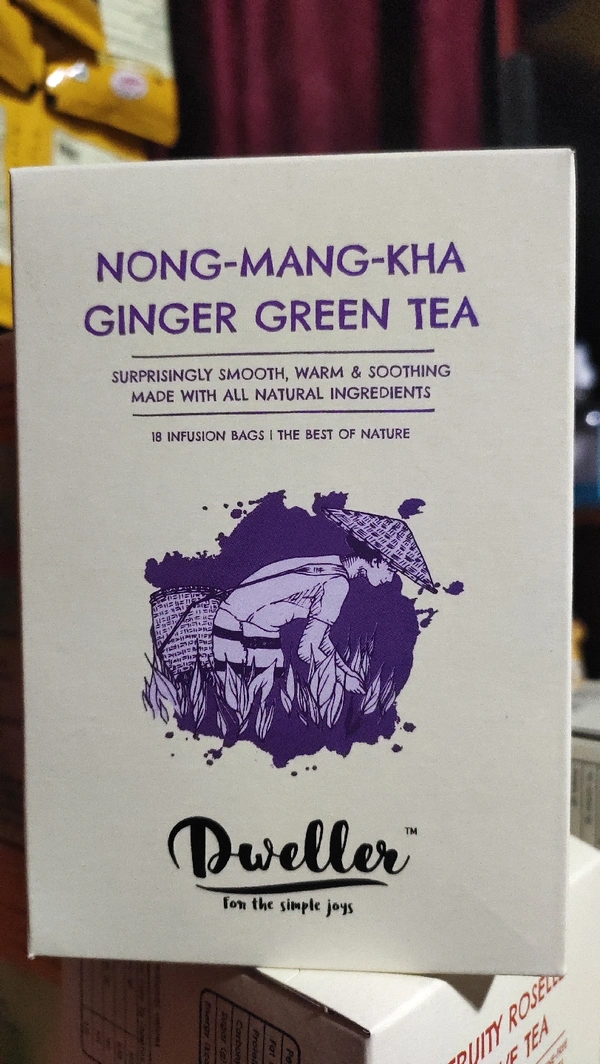 NONG-MANG-KHA
GINGER GREEN TEA
SURPRISINGLY SMOOTH, WARM & SOOTHING
MADE WITH ALL NATURAL INGREDIENTS
18 INFUSION BAGS | THE BEST OF NATURE
Dweller™
For the simple joys
TEA